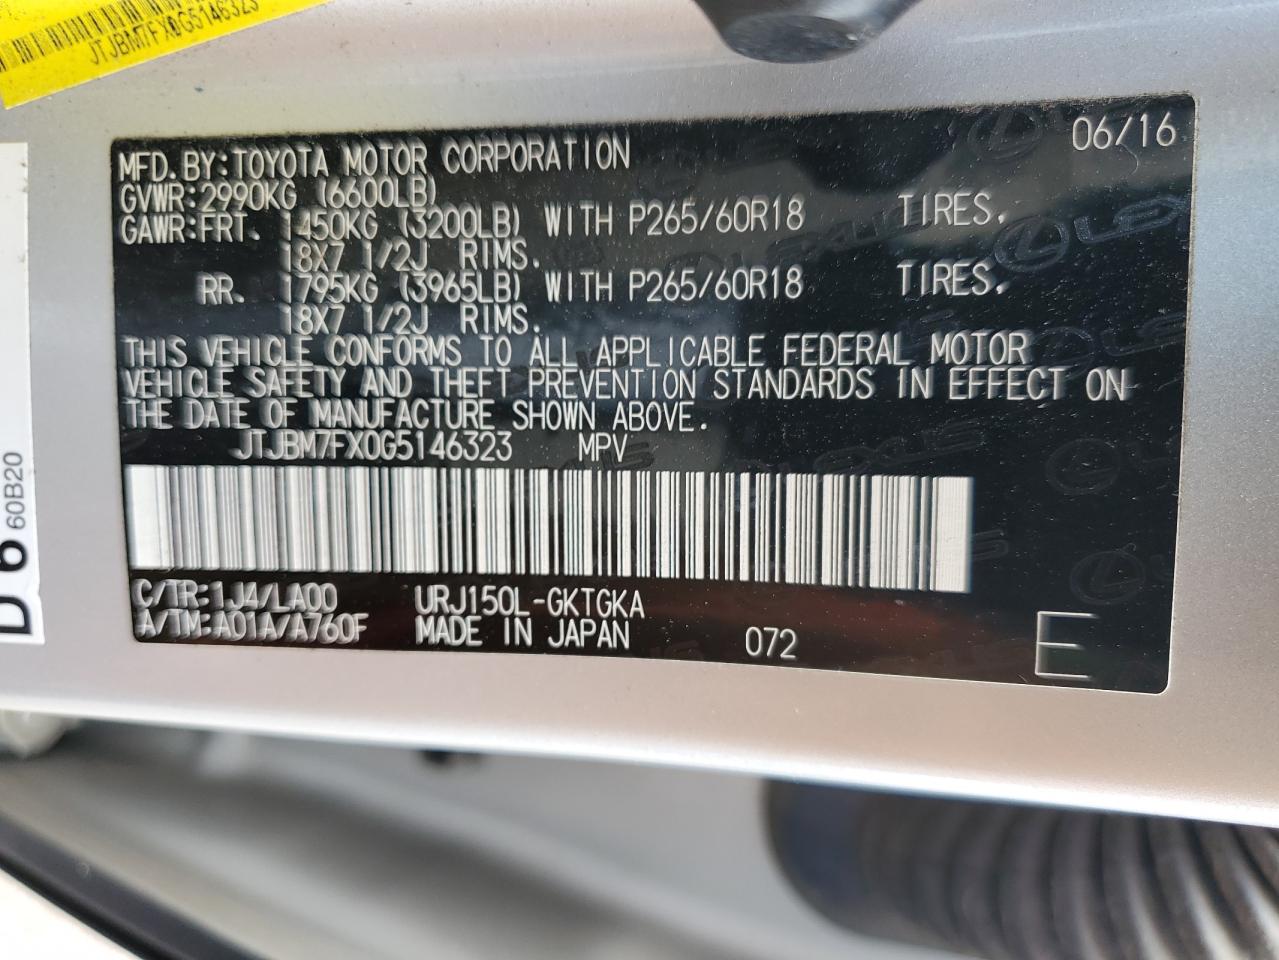 JTJBM7FX0G5146323
D 6 60B20
06/16
MFD.BY:TOYOTA MOTOR CORPORATION
GVWR:2990KG (6600LB)
GAWR:FRT. 1450KG (3200LB) WITH P265/60R18 TIRES.
18X7 1/2J RIMS.
RR. 1795KG (3965LB) WITH P265/60R18 TIRES.
18X7 1/2J RIMS.
THIS VEHICLE CONFORMS TO ALL APPLICABLE FEDERAL MOTOR
VEHICLE SAFETY AND THEFT PREVENTION STANDARDS IN EFFECT ON
THE DATE OF MANUFACTURE SHOWN ABOVE.
JTJBM7FX0G5146323 MPV
C/TR:1J4/LA00 URJ150L-GKTGKA
A/TM:A01A/A760F MADE IN JAPAN 072 E
LEXUS